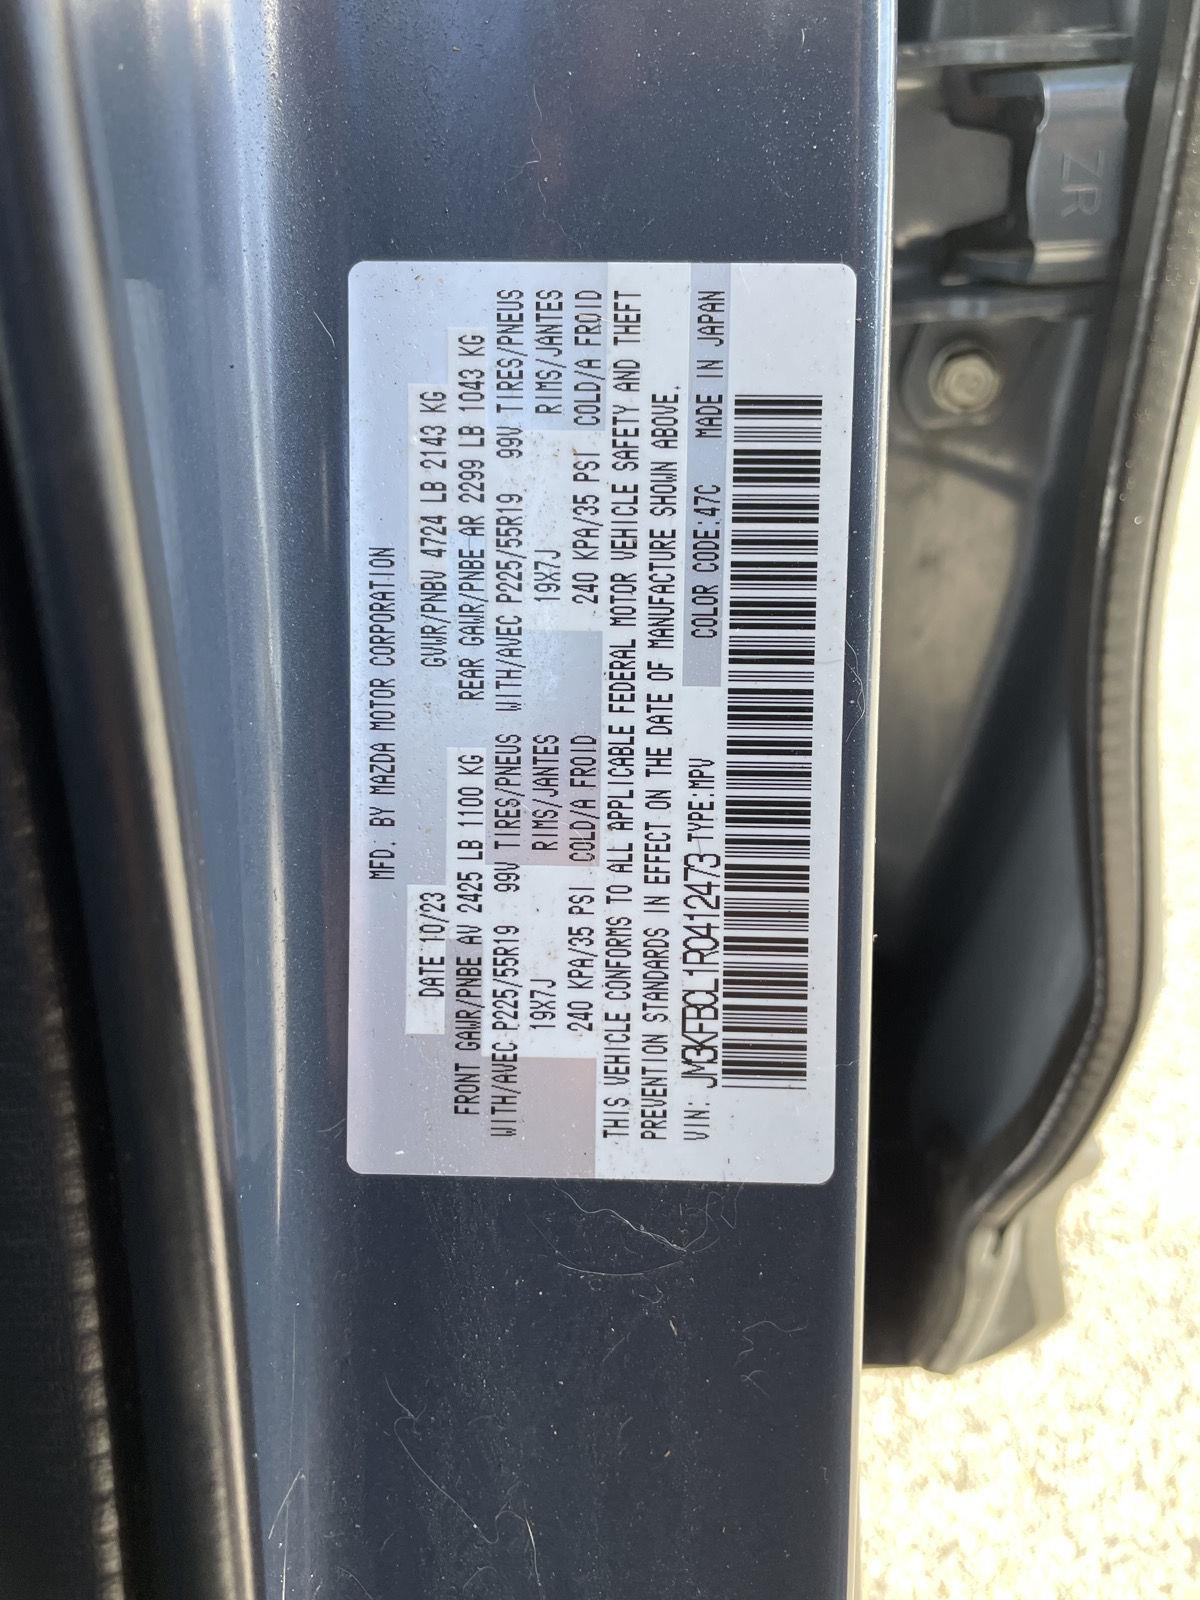 MFD. BY MAZDA MOTOR CORPORATION
DATE 10/23 GVWR/PNBV 4724 LB 2143 KG
FRONT GAWR/PNBE AV 2425 LB 1100 KG REAR GAWR/PNBE AR 2299 LB 1043 KG
WITH/AVEC P225/55R19 99V TIRES/PNEUS WITH/AVEC P225/55R19 99V TIRES/PNEUS
19X7J RIMS/JANTES 19X7J RIMS/JANTES
240 KPA/35 PSI COLD/A FROID 240 KPA/35 PSI COLD/A FROID
THIS VEHICLE CONFORMS TO ALL APPLICABLE FEDERAL MOTOR VEHICLE SAFETY AND THEFT
PREVENTION STANDARDS IN EFFECT ON THE DATE OF MANUFACTURE SHOWN ABOVE.
VIN: JM3KFBCL1R0412473 TYPE:MPV COLOR CODE:47C MADE IN JAPAN
ZR